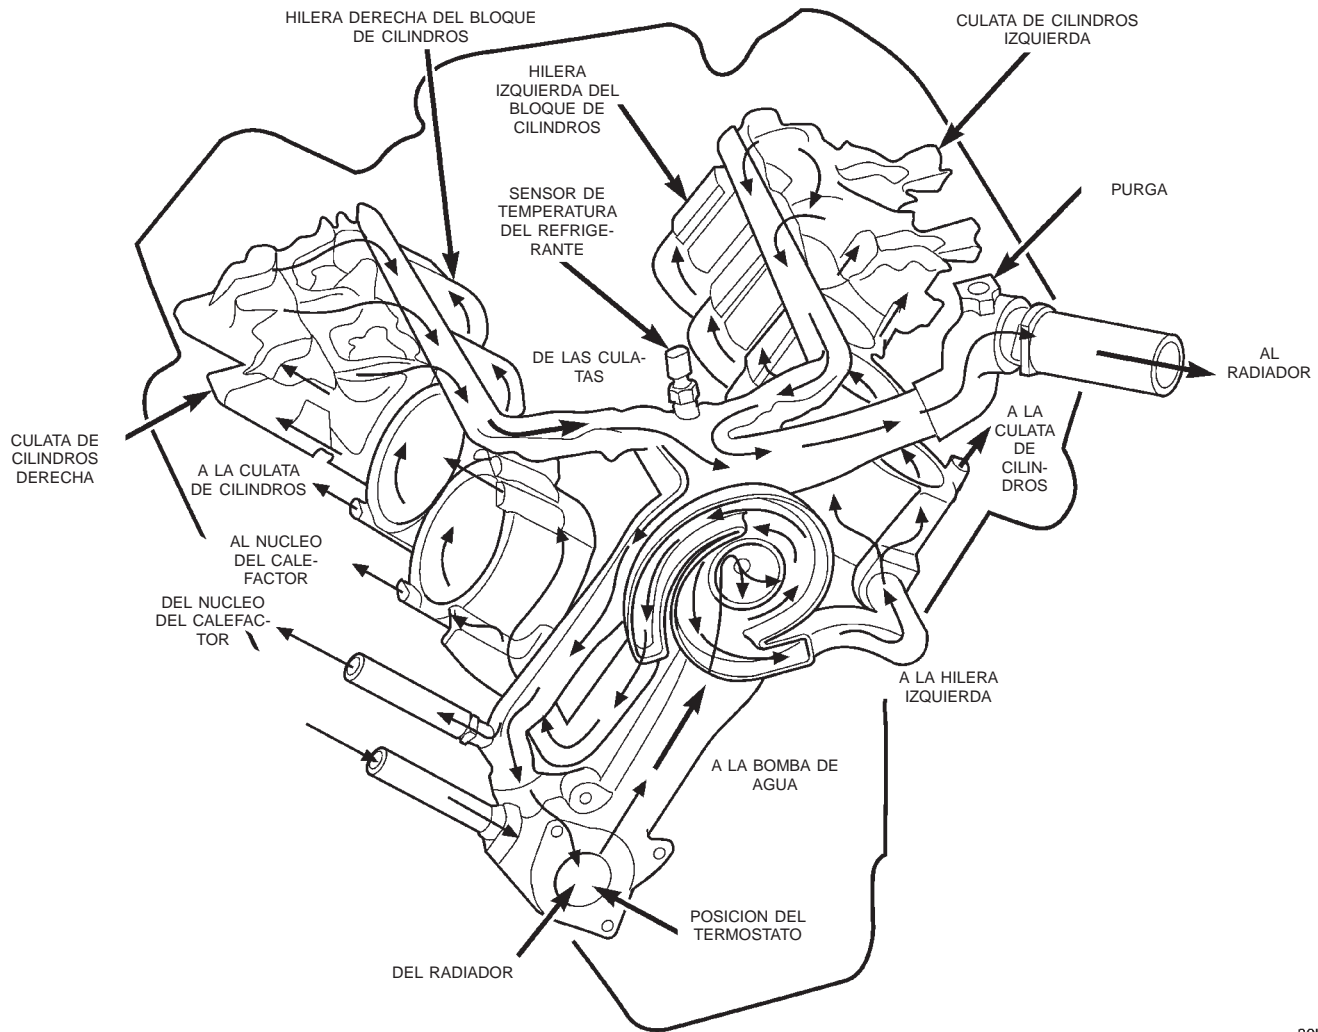 HILERA DERECHA DEL BLOQUE
DE CILINDROS
CULATA DE CILINDROS
IZQUIERDA
HILERA
IZQUIERDA DEL
BLOQUE DE
CILINDROS
PURGA
SENSOR DE
TEMPERATURA
DEL REFRIGE-
RANTE
DE LAS CULA-
TAS
AL
RADIADOR
A LA
CULATA
DE
CILIN-
DROS
CULATA DE
CILINDROS
DERECHA
A LA CULATA
DE CILINDROS
AL NUCLEO
DEL CALE-
FACTOR
DEL NUCLEO
DEL CALEFAC-
TOR
A LA HILERA
IZQUIERDA
A LA BOMBA DE
AGUA
POSICION DEL
TERMOSTATO
DEL RADIADOR